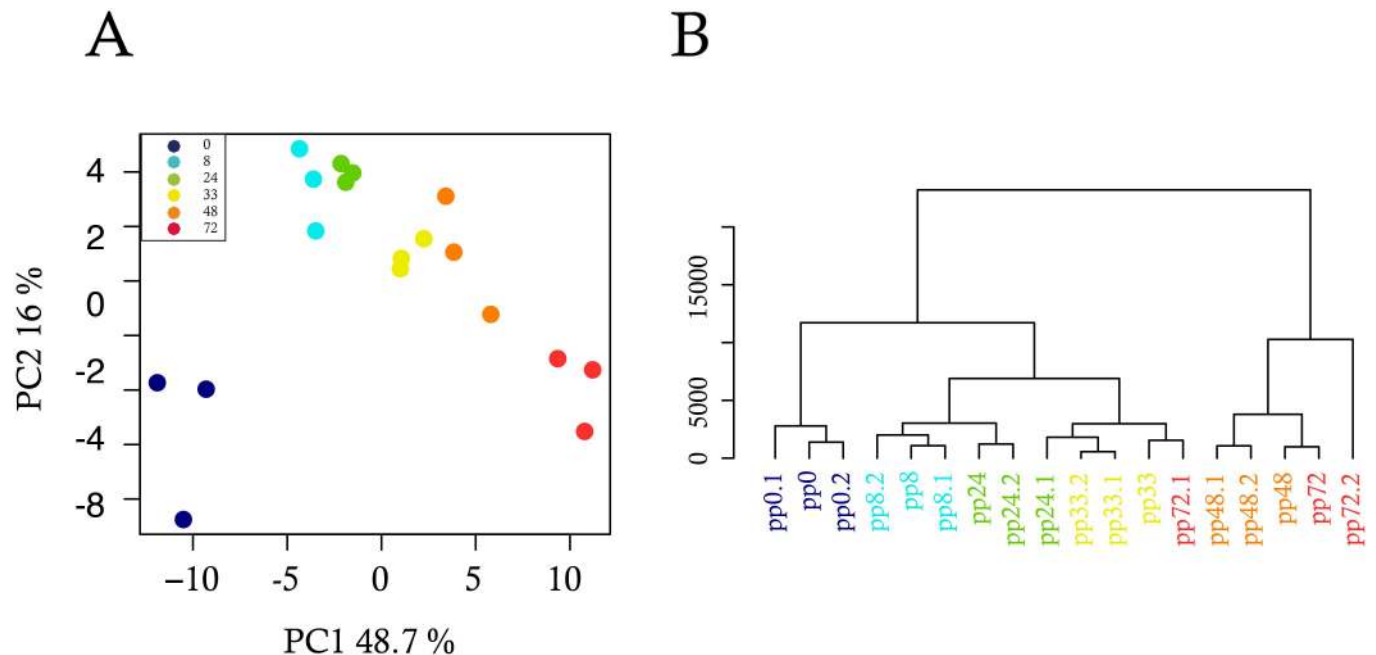 A
B
0
8
24
33
48
72
4
2
0
-2
-4
-8
PC2 16 %
−10
-5
0
5
10
PC1 48.7 %
15000
5000
0
pp0.1
pp0
pp0.2
pp8.2
pp8
pp8.1
pp24
pp24.2
pp24.1
pp33.2
pp33.1
pp33
pp72.1
pp48.1
pp48.2
pp48
pp72
pp72.2